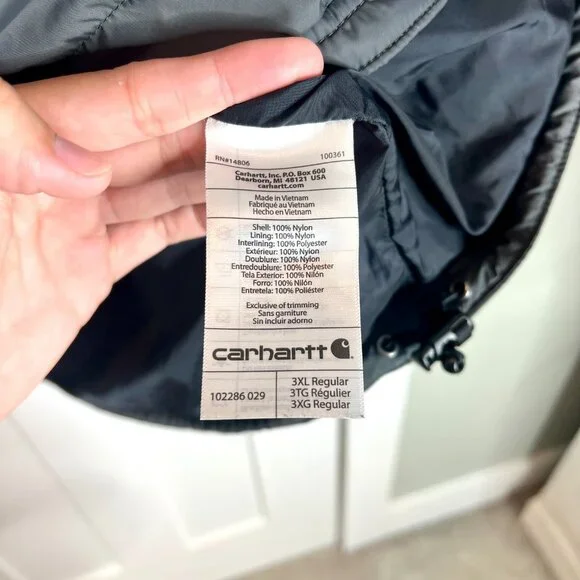 RN#14806 100361
Carhartt, Inc. P.O. Box 600
Dearborn, MI 48121 USA
carhartt.com
Made in Vietnam
Fabriqué au Vietnam
Hecho en Vietnam
Shell: 100% Nylon
Lining: 100% Nylon
Interlining: 100% Polyester
Extérieur: 100% Nylon
Doublure: 100% Nylon
Entredoublure: 100% Polyester
Tela Exterior: 100% Nilón
Forro: 100% Nilón
Entretela: 100% Poliéster
Exclusive of trimming
Sans garniture
Sin incluir adorno
carhartt
102286 029
3XL Regular
3TG Régulier
3XG Regular